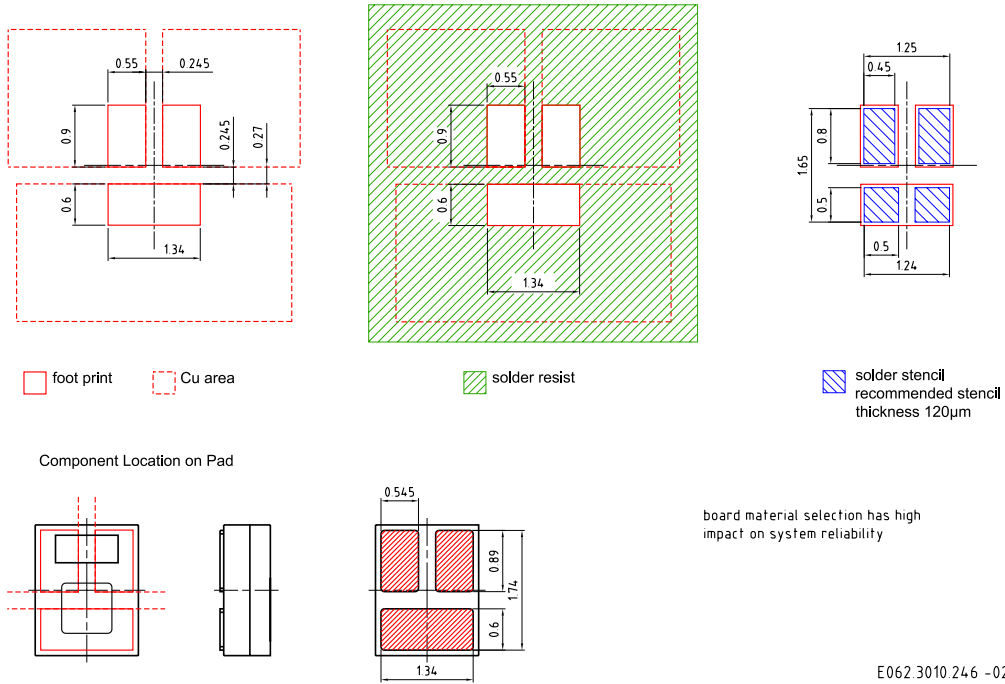 0.55
0.245
0.9
0.245
0.27
0.6
1.34
0.55
0.9
0.6
1.34
1.25
0.45
0.8
1.65
0.5
0.5
1.24
foot print
Cu area
solder resist
solder stencil
recommended stencil
thickness 120µm
Component Location on Pad
0.545
0.89
1.74
0.6
1.34
board material selection has high
impact on system reliability
E062.3010.246 -02